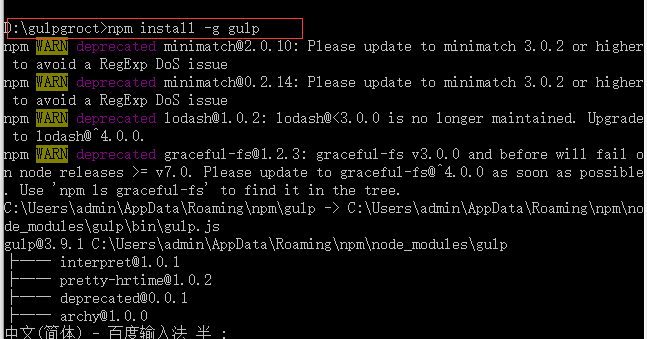 D:\gulpgroct>npm install -g gulp
npm WARN deprecated minimatch@2.0.10: Please update to minimatch 3.0.2 or higher
to avoid a RegExp DoS issue
npm WARN deprecated minimatch@0.2.14: Please update to minimatch 3.0.2 or higher
to avoid a RegExp DoS issue
npm WARN deprecated lodash@1.0.2: lodash@<3.0.0 is no longer maintained. Upgrade
to lodash@^4.0.0.
npm WARN deprecated graceful-fs@1.2.3: graceful-fs v3.0.0 and before will fail o
n node releases >= v7.0. Please update to graceful-fs@^4.0.0 as soon as possible
. Use 'npm ls graceful-fs' to find it in the tree.
C:\Users\admin\AppData\Roaming\npm\gulp -> C:\Users\admin\AppData\Roaming\npm\no
de_modules\gulp\bin\gulp.js
gulp@3.9.1 C:\Users\admin\AppData\Roaming\npm\node_modules\gulp
├── interpret@1.0.1
├── pretty-hrtime@1.0.2
├── deprecated@0.0.1
├── archy@1.0.0
中文(简体) - 百度输入法 半 :